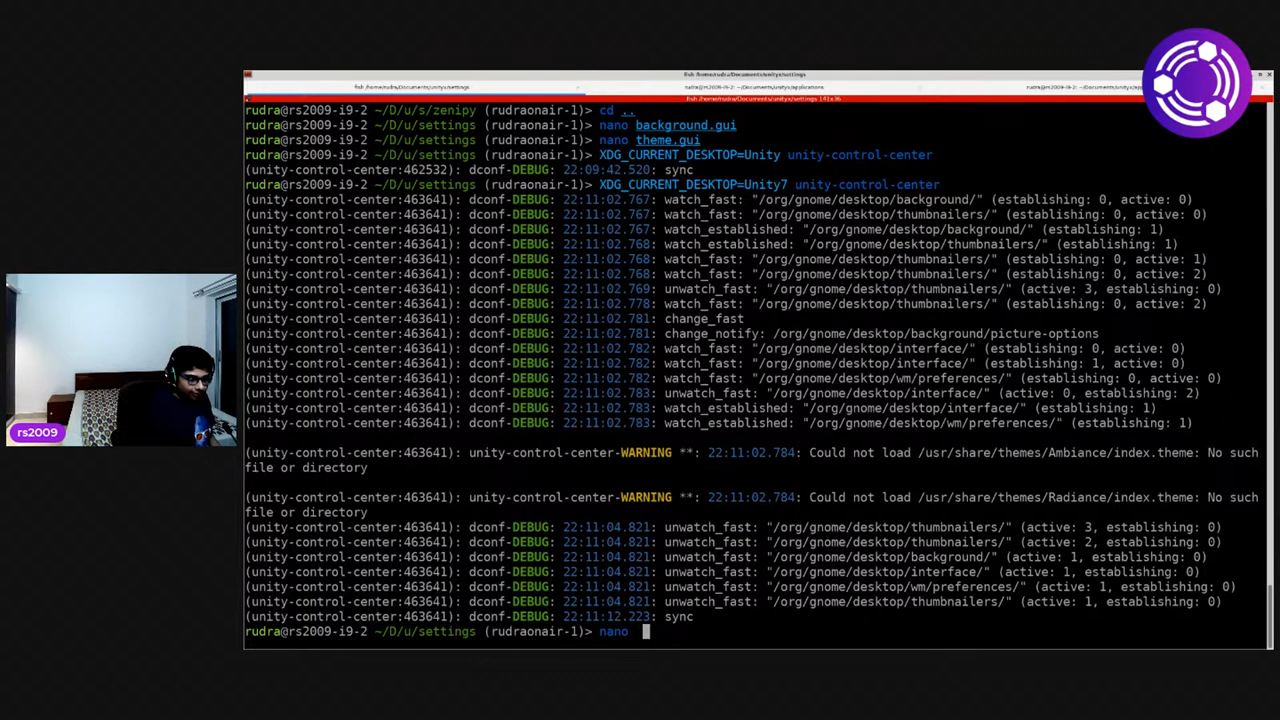 fish /home/rudra/Documents/unityx/settings
fish /home/rudra/Documents/unityx/settings
rudra@rs2009-i9-2: ~/Documents/unityx/applications
rudra@rs2009-i9-2: ~/Documents/unityx/
fish /home/rudra/Documents/unityx/settings 141x36
rudra@rs2009-i9-2 ~/D/u/s/zenipy (rudraonair-1)> cd ..
rudra@rs2009-i9-2 ~/D/u/settings (rudraonair-1)> nano background.gui
rudra@rs2009-i9-2 ~/D/u/settings (rudraonair-1)> nano theme.gui
rudra@rs2009-i9-2 ~/D/u/settings (rudraonair-1)> XDG_CURRENT_DESKTOP=Unity unity-control-center
(unity-control-center:462532): dconf-DEBUG: 22:09:42.520: sync
rudra@rs2009-i9-2 ~/D/u/settings (rudraonair-1)> XDG_CURRENT_DESKTOP=Unity7 unity-control-center
(unity-control-center:463641): dconf-DEBUG: 22:11:02.767: watch_fast: "/org/gnome/desktop/background/" (establishing: 0, active: 0)
(unity-control-center:463641): dconf-DEBUG: 22:11:02.767: watch_fast: "/org/gnome/desktop/thumbnailers/" (establishing: 0, active: 0)
(unity-control-center:463641): dconf-DEBUG: 22:11:02.767: watch_established: "/org/gnome/desktop/background/" (establishing: 1)
(unity-control-center:463641): dconf-DEBUG: 22:11:02.768: watch_established: "/org/gnome/desktop/thumbnailers/" (establishing: 1)
(unity-control-center:463641): dconf-DEBUG: 22:11:02.768: watch_fast: "/org/gnome/desktop/thumbnailers/" (establishing: 0, active: 1)
(unity-control-center:463641): dconf-DEBUG: 22:11:02.768: watch_fast: "/org/gnome/desktop/thumbnailers/" (establishing: 0, active: 2)
(unity-control-center:463641): dconf-DEBUG: 22:11:02.769: unwatch_fast: "/org/gnome/desktop/thumbnailers/" (active: 3, establishing: 0)
(unity-control-center:463641): dconf-DEBUG: 22:11:02.778: watch_fast: "/org/gnome/desktop/thumbnailers/" (establishing: 0, active: 2)
(unity-control-center:463641): dconf-DEBUG: 22:11:02.781: change_fast
(unity-control-center:463641): dconf-DEBUG: 22:11:02.781: change_notify: /org/gnome/desktop/background/picture-options
(unity-control-center:463641): dconf-DEBUG: 22:11:02.782: watch_fast: "/org/gnome/desktop/interface/" (establishing: 0, active: 0)
(unity-control-center:463641): dconf-DEBUG: 22:11:02.782: watch_fast: "/org/gnome/desktop/interface/" (establishing: 1, active: 0)
(unity-control-center:463641): dconf-DEBUG: 22:11:02.782: watch_fast: "/org/gnome/desktop/wm/preferences/" (establishing: 0, active: 0)
(unity-control-center:463641): dconf-DEBUG: 22:11:02.783: unwatch_fast: "/org/gnome/desktop/interface/" (active: 0, establishing: 2)
(unity-control-center:463641): dconf-DEBUG: 22:11:02.783: watch_established: "/org/gnome/desktop/interface/" (establishing: 1)
(unity-control-center:463641): dconf-DEBUG: 22:11:02.783: watch_established: "/org/gnome/desktop/wm/preferences/" (establishing: 1)
(unity-control-center:463641): unity-control-center-WARNING **: 22:11:02.784: Could not load /usr/share/themes/Ambiance/index.theme: No such
file or directory
(unity-control-center:463641): unity-control-center-WARNING **: 22:11:02.784: Could not load /usr/share/themes/Radiance/index.theme: No such
file or directory
(unity-control-center:463641): dconf-DEBUG: 22:11:04.821: unwatch_fast: "/org/gnome/desktop/thumbnailers/" (active: 3, establishing: 0)
(unity-control-center:463641): dconf-DEBUG: 22:11:04.821: unwatch_fast: "/org/gnome/desktop/thumbnailers/" (active: 2, establishing: 0)
(unity-control-center:463641): dconf-DEBUG: 22:11:04.821: unwatch_fast: "/org/gnome/desktop/background/" (active: 1, establishing: 0)
(unity-control-center:463641): dconf-DEBUG: 22:11:04.821: unwatch_fast: "/org/gnome/desktop/interface/" (active: 1, establishing: 0)
(unity-control-center:463641): dconf-DEBUG: 22:11:04.821: unwatch_fast: "/org/gnome/desktop/wm/preferences/" (active: 1, establishing: 0)
(unity-control-center:463641): dconf-DEBUG: 22:11:04.821: unwatch_fast: "/org/gnome/desktop/thumbnailers/" (active: 1, establishing: 0)
(unity-control-center:463641): dconf-DEBUG: 22:11:12.223: sync
rudra@rs2009-i9-2 ~/D/u/settings (rudraonair-1)> nano
rs2009